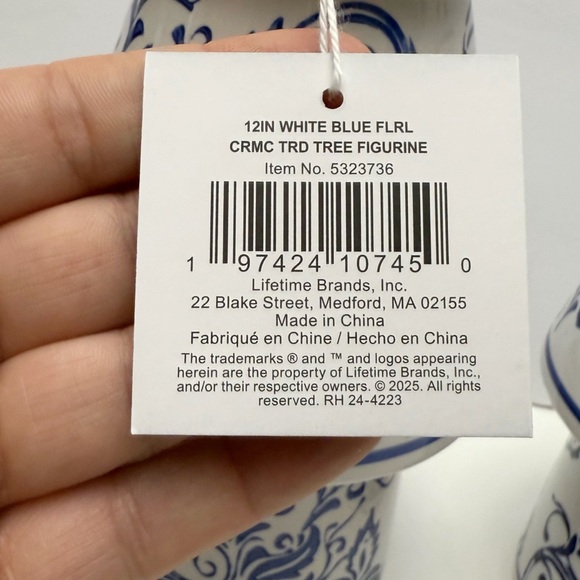 12IN WHITE BLUE FLRL
CRMC TRD TREE FIGURINE
Item No. 5323736
1 97424 10745 0
Lifetime Brands, Inc.
22 Blake Street, Medford, MA 02155
Made in China
Fabriqué en Chine / Hecho en China
The trademarks ® and ™ and logos appearing
herein are the property of Lifetime Brands, Inc.,
and/or their respective owners. © 2025. All rights
reserved. RH 24-4223